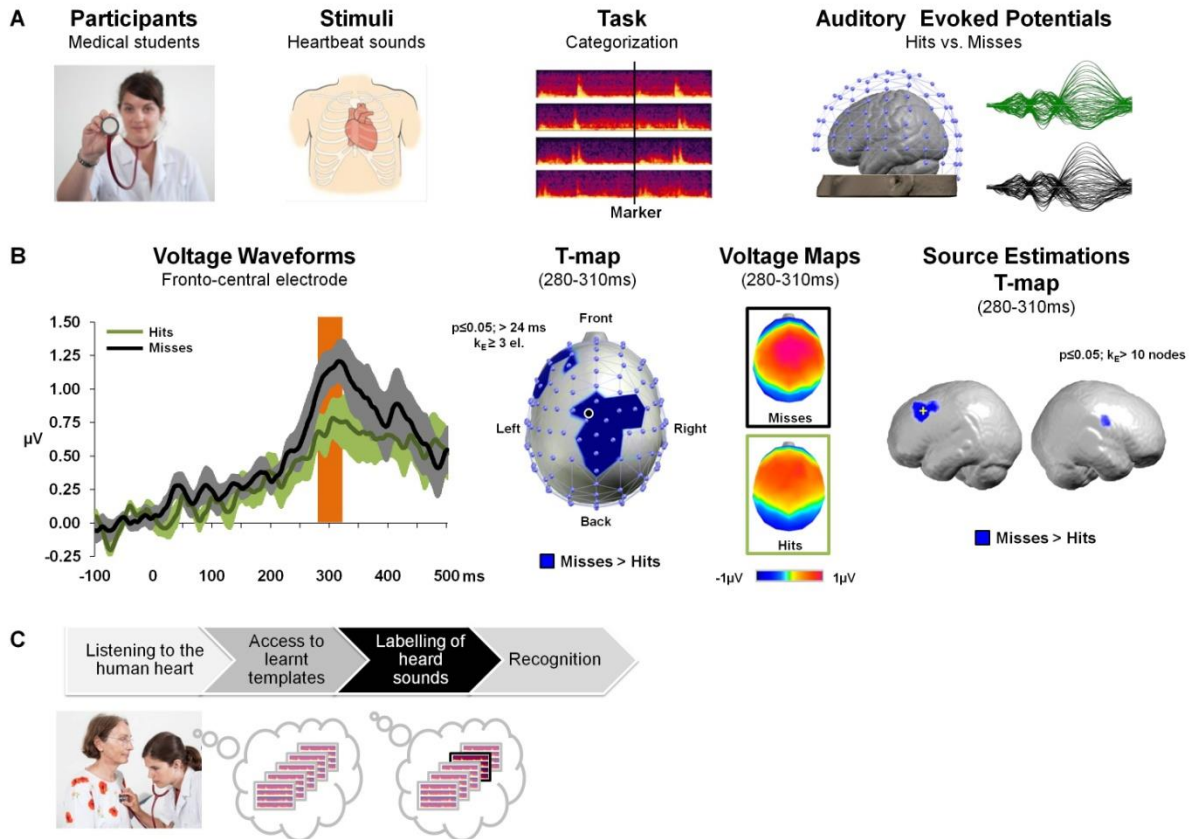 A
Participants
Medical students
Stimuli
Heartbeat sounds
Task
Categorization
Marker
Auditory Evoked Potentials
Hits vs. Misses
B
Voltage Waveforms
Fronto-central electrode
1.50
1.25
1.00
0.75
0.50
0.25
0.00
-0.25
µV
Hits
Misses
-100
0
100
200
300
400
500 ms
T-map
(280-310ms)
p≤0.05; > 24 ms
kE ≥ 3 el.
Front
Left
Right
Back
Misses > Hits
Voltage Maps
(280-310ms)
Misses
Hits
-1µV
1µV
Source Estimations
T-map
(280-310ms)
p≤0.05; kE> 10 nodes
Misses > Hits
C
Listening to the
human heart
Access to
learnt
templates
Labelling of
heard
sounds
Recognition